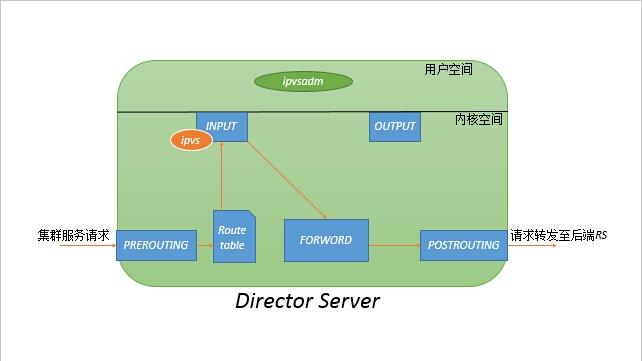 用户空间
ipvsadm
内核空间
INPUT
OUTPUT
ipvs
集群服务请求
PREROUTING
Route
table
FORWORD
POSTROUTING
请求转发至后端RS
Director Server